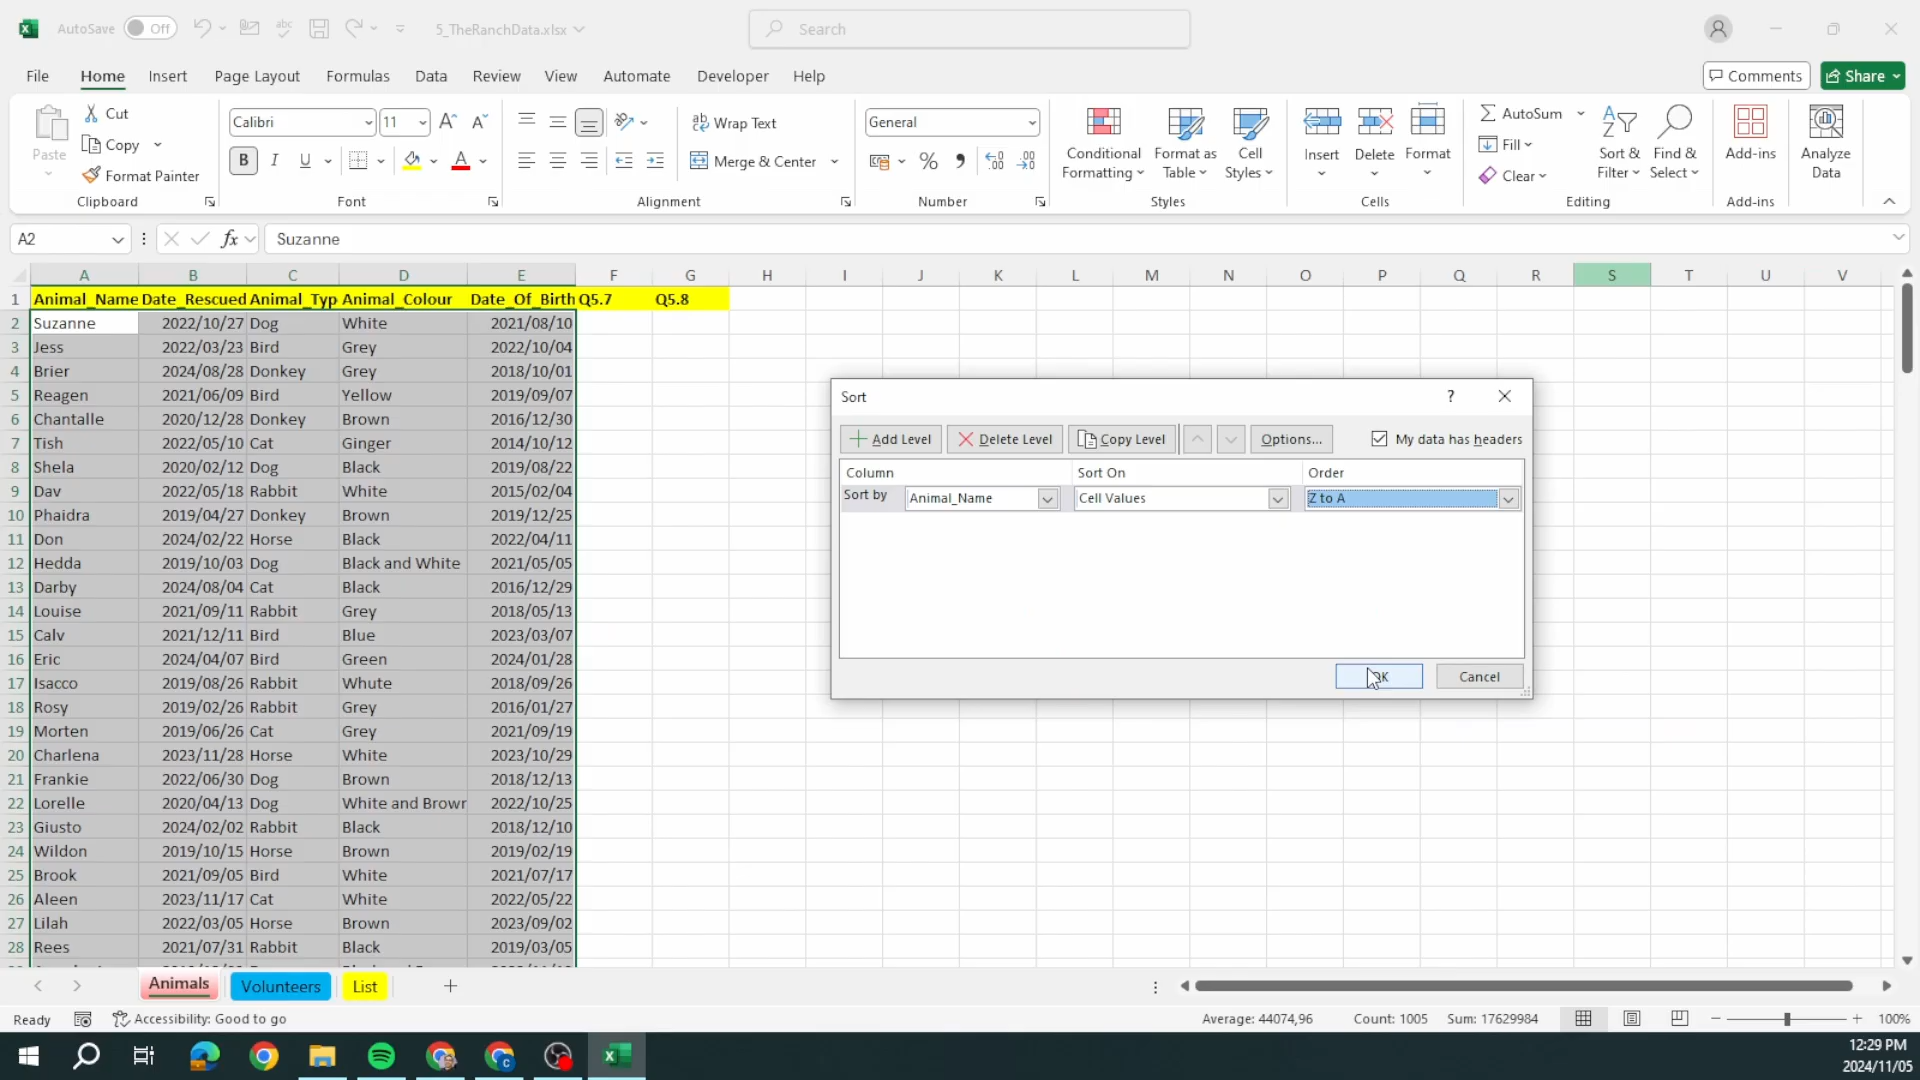 AutoSave Off 5_TheRanchData.xlsx Search
File Home Insert Page Layout Formulas Data Review View Automate Developer Help Comments Share
Paste Cut Copy Format Painter Clipboard
Calibri 11 B I U A Font
Wrap Text Merge & Center Alignment
General % Number
Conditional Formatting Format as Table Cell Styles Styles
Insert Delete Format Cells
AutoSum Fill Clear Sort & Filter Find & Select Editing
Add-ins Add-ins
Analyze Data
A2 fx Suzanne
A B C D E F G H I J K L M N O P Q R S T U V
1 Animal_Name Date_Rescued Animal_Typ Animal_Colour Date_Of_Birth Q5.7 Q5.8
2 Suzanne 2022/10/27 Dog White 2021/08/10
3 Jess 2022/03/23 Bird Grey 2022/10/04
4 Brier 2024/08/28 Donkey Grey 2018/10/01
5 Reagen 2021/06/09 Bird Yellow 2019/09/07
6 Chantalle 2020/12/28 Donkey Brown 2016/12/30
7 Tish 2022/05/10 Cat Ginger 2014/10/12
8 Shela 2020/02/12 Dog Black 2019/08/22
9 Dav 2022/05/18 Rabbit White 2015/02/04
10 Phaidra 2019/04/27 Donkey Brown 2019/12/25
11 Don 2024/02/22 Horse Black 2022/04/11
12 Hedda 2019/10/03 Dog Black and White 2021/05/05
13 Darby 2024/08/04 Cat Black 2016/12/29
14 Louise 2021/09/11 Rabbit Grey 2018/05/13
15 Calv 2021/12/11 Bird Blue 2023/03/07
16 Eric 2024/04/07 Bird Green 2024/01/28
17 Isacco 2019/08/26 Rabbit Whute 2018/09/26
18 Rosy 2019/02/26 Rabbit Grey 2016/01/27
19 Morten 2019/06/26 Cat Grey 2021/09/19
20 Charlena 2023/11/28 Horse White 2023/10/29
21 Frankie 2022/06/30 Dog Brown 2018/12/13
22 Lorelle 2020/04/13 Dog White and Brown 2022/10/25
23 Giusto 2024/02/02 Rabbit Black 2018/12/10
24 Wildon 2019/10/15 Horse Brown 2019/02/19
25 Brook 2021/09/05 Bird White 2021/07/17
26 Aleen 2023/11/17 Cat White 2022/05/22
27 Lilah 2022/03/05 Horse Brown 2023/09/02
28 Rees 2021/07/31 Rabbit Black 2019/03/05
Sort ?
Add Level Delete Level Copy Level Options... My data has headers
Column Sort On Order
Sort by Animal_Name Cell Values Z to A
OK Cancel
Animals Volunteers List
Ready Accessibility: Good to go Average: 44074,96 Count: 1005 Sum: 17629984 100%
12:29 PM
2024/11/05